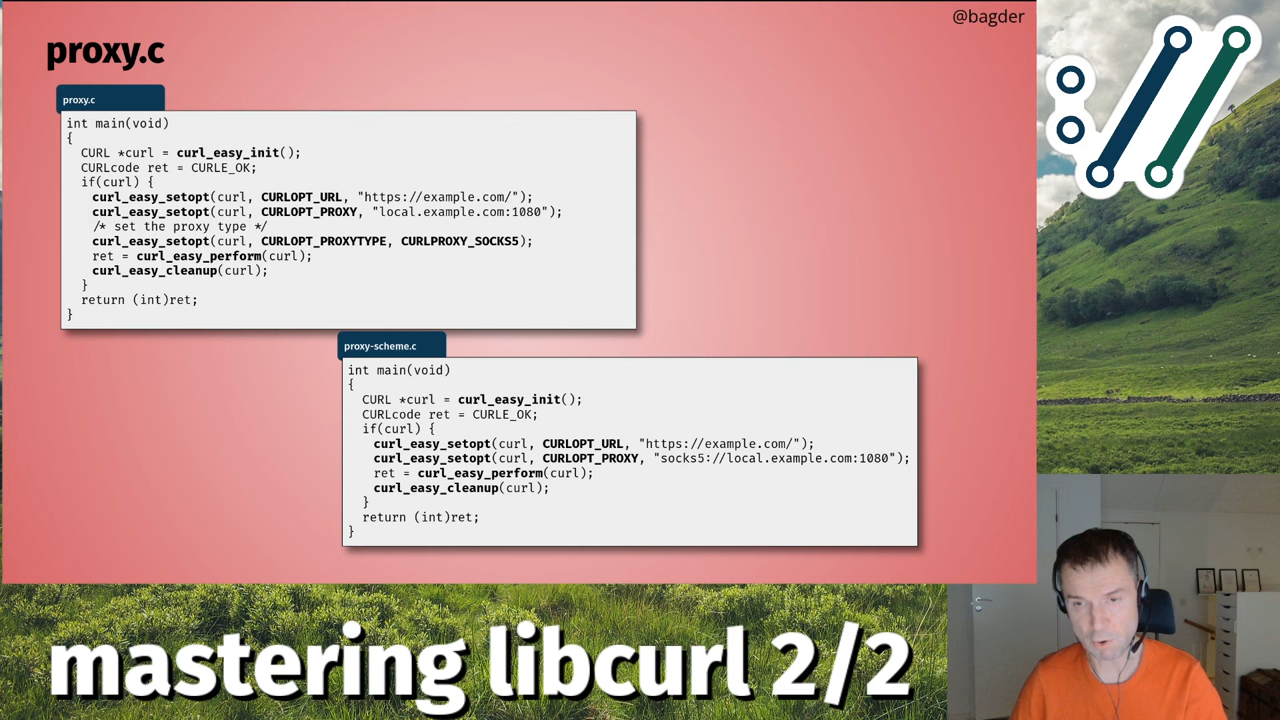 @bagder
proxy.c
proxy.c
int main(void)
{
  CURL *curl = curl_easy_init();
  CURLcode ret = CURLE_OK;
  if(curl) {
    curl_easy_setopt(curl, CURLOPT_URL, "https://example.com/");
    curl_easy_setopt(curl, CURLOPT_PROXY, "local.example.com:1080");
    /* set the proxy type */
    curl_easy_setopt(curl, CURLOPT_PROXYTYPE, CURLPROXY_SOCKS5);
    ret = curl_easy_perform(curl);
    curl_easy_cleanup(curl);
  }
  return (int)ret;
}
proxy-scheme.c
int main(void)
{
  CURL *curl = curl_easy_init();
  CURLcode ret = CURLE_OK;
  if(curl) {
    curl_easy_setopt(curl, CURLOPT_URL, "https://example.com/");
    curl_easy_setopt(curl, CURLOPT_PROXY, "socks5://local.example.com:1080");
    ret = curl_easy_perform(curl);
    curl_easy_cleanup(curl);
  }
  return (int)ret;
}
mastering libcurl 2/2